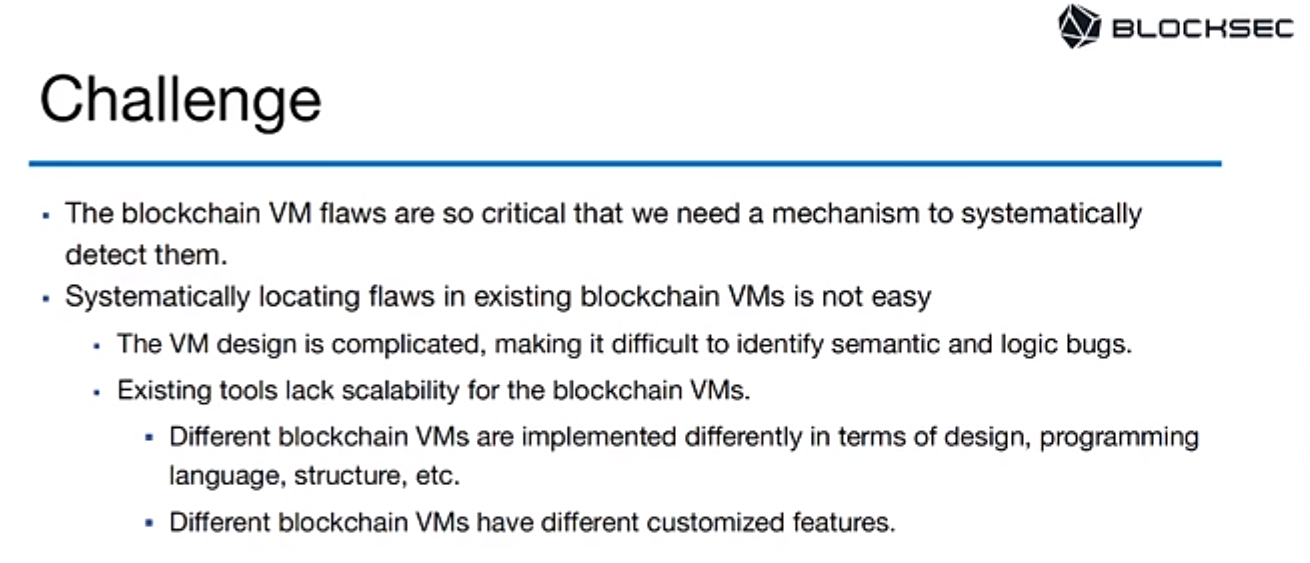 BLOCKSEC
Challenge
The blockchain VM flaws are so critical that we need a mechanism to systematically
detect them.
Systematically locating flaws in existing blockchain VMs is not easy
The VM design is complicated, making it difficult to identify semantic and logic bugs.
Existing tools lack scalability for the blockchain VMs.
Different blockchain VMs are implemented differently in terms of design, programming
language, structure, etc.
Different blockchain VMs have different customized features.